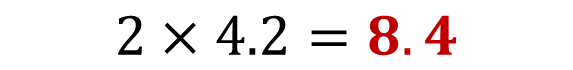 2 × 4.2 = 8.4